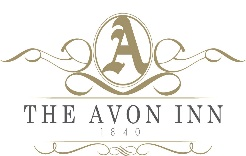 A
THE AVON INN
1840